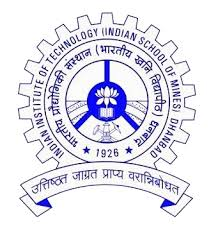 INDIAN INSTITUTE OF TECHNOLOGY (INDIAN SCHOOL OF MINES) DHANBAD
भारतीय प्रौद्योगिकी संस्थान (भारतीय खनि विद्यापीठ) धनबाद
1926
उत्तिष्ठत जाग्रत प्राप्य वरान्निबोधत